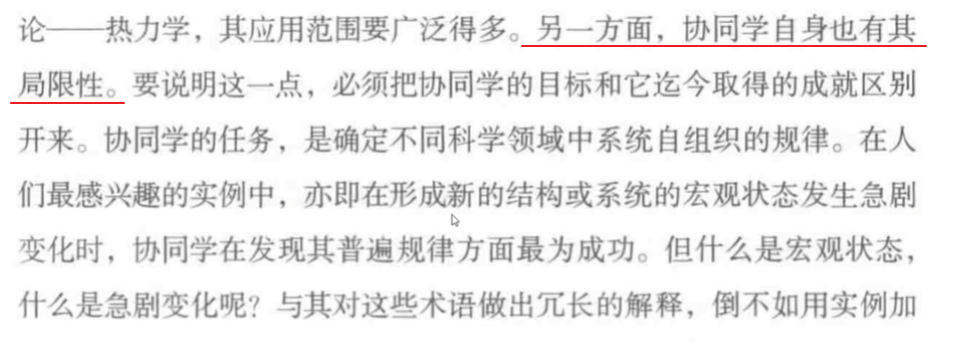 论——热力学，其应用范围要广泛得多。另一方面，协同学自身也有其
局限性。要说明这一点，必须把协同学的目标和它迄今取得的成就区别
开来。协同学的任务，是确定不同科学领域中系统自组织的规律。在人
们最感兴趣的实例中，亦即在形成新的结构或系统的宏观状态发生急剧
变化时，协同学在发现其普遍规律方面最为成功。但什么是宏观状态，
什么是急剧变化呢？与其对这些术语做出冗长的解释，倒不如用实例加